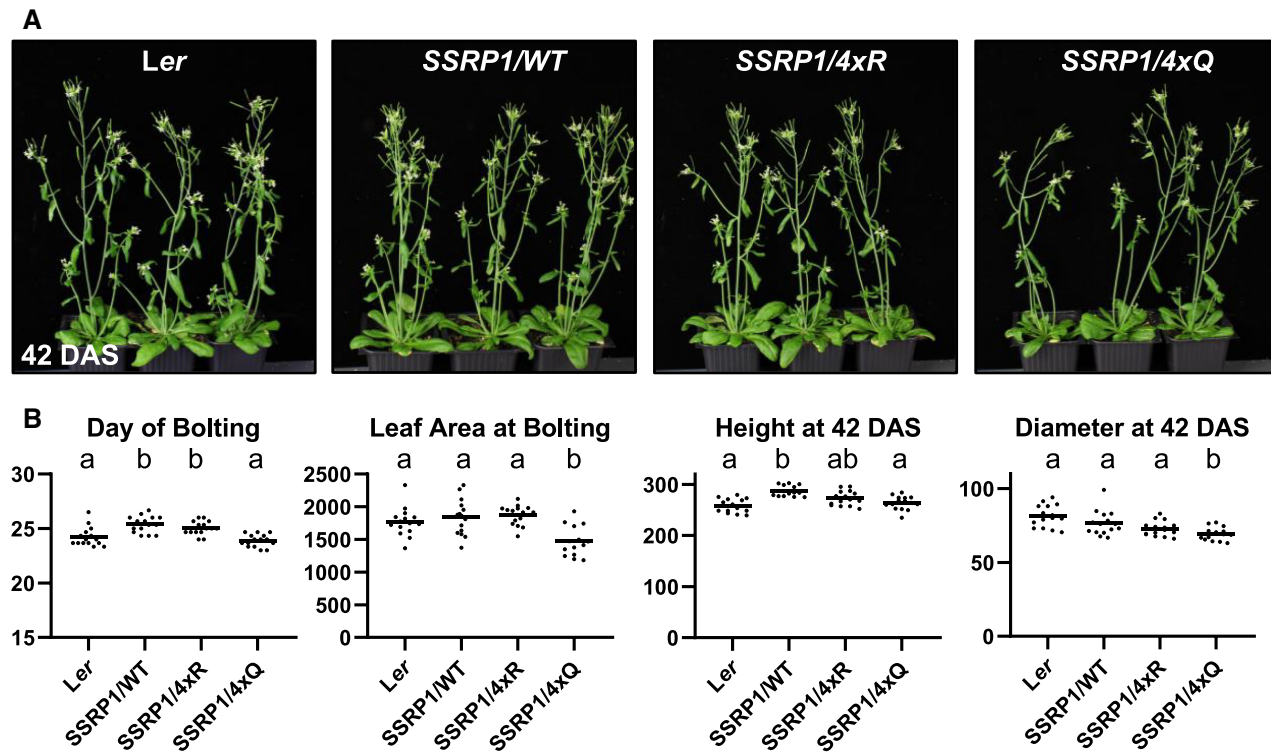 A
Ler
SSRP1/WT
SSRP1/4xR
SSRP1/4xQ
42 DAS
B
Day of Bolting
a b b a
30
25
20
15
Ler
SSRP1/WT
SSRP1/4xR
SSRP1/4xQ
Leaf Area at Bolting
a a a b
2500
2000
1500
1000
500
0
Ler
SSRP1/WT
SSRP1/4xR
SSRP1/4xQ
Height at 42 DAS
a b ab a
300
200
100
0
Ler
SSRP1/WT
SSRP1/4xR
SSRP1/4xQ
Diameter at 42 DAS
a a a b
100
50
0
Ler
SSRP1/WT
SSRP1/4xR
SSRP1/4xQ